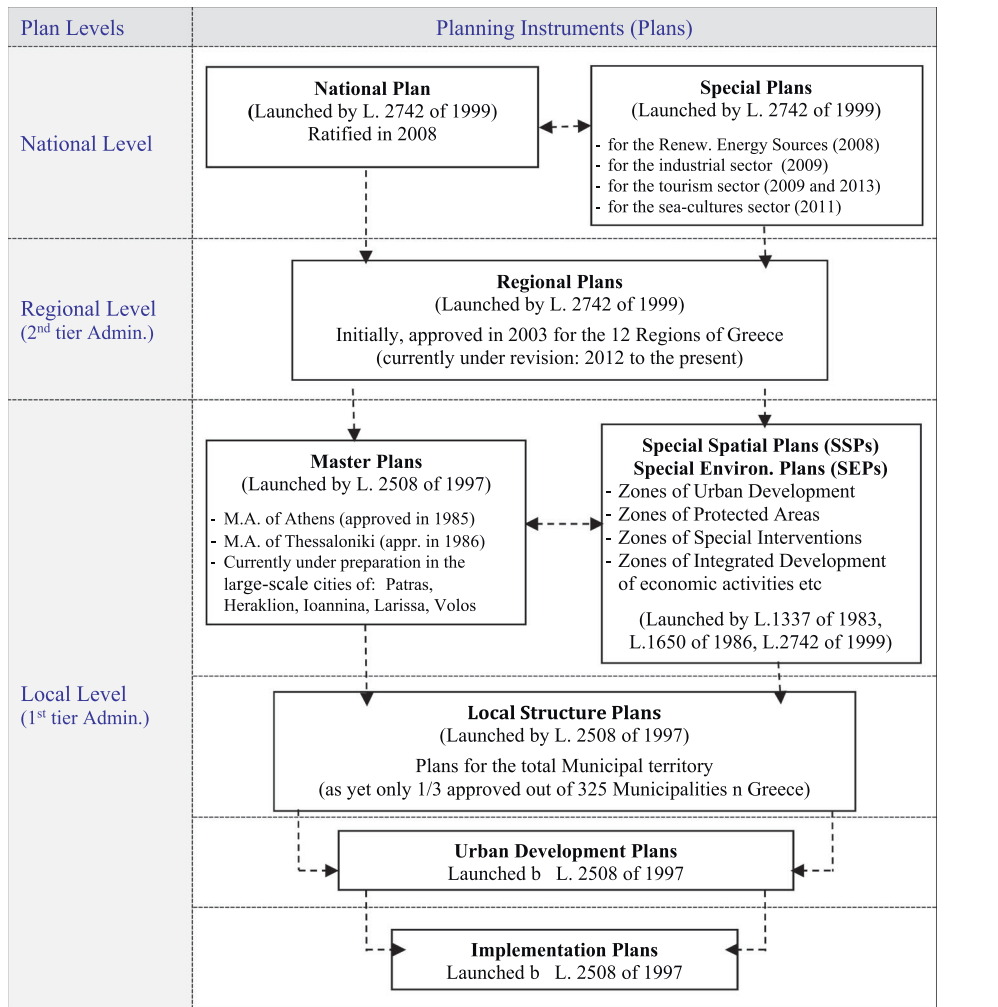 Plan Levels
Planning Instruments (Plans)
National Level
National Plan
(Launched by L. 2742 of 1999)
Ratified in 2008
Special Plans
(Launched by L. 2742 of 1999)
- for the Renew. Energy Sources (2008)
- for the industrial sector (2009)
- for the tourism sector (2009 and 2013)
- for the sea-cultures sector (2011)
Regional Level
(2nd tier Admin.)
Regional Plans
(Launched by L. 2742 of 1999)
Initially, approved in 2003 for the 12 Regions of Greece
(currently under revision: 2012 to the present)
Local Level
(1st tier Admin.)
Master Plans
(Launched by L. 2508 of 1997)
- M.A. of Athens (approved in 1985)
- M.A. of Thessaloniki (appr. in 1986)
- Currently under preparation in the
large-scale cities of: Patras,
Heraklion, Ioannina, Larissa, Volos
Special Spatial Plans (SSPs)
Special Environ. Plans (SEPs)
- Zones of Urban Development
- Zones of Protected Areas
- Zones of Special Interventions
- Zones of Integrated Development
of economic activities etc
(Launched by L.1337 of 1983,
L.1650 of 1986, L.2742 of 1999)
Local Structure Plans
(Launched by L. 2508 of 1997)
Plans for the total Municipal territory
(as yet only 1/3 approved out of 325 Municipalities n Greece)
Urban Development Plans
Launched b L. 2508 of 1997
Implementation Plans
Launched b L. 2508 of 1997